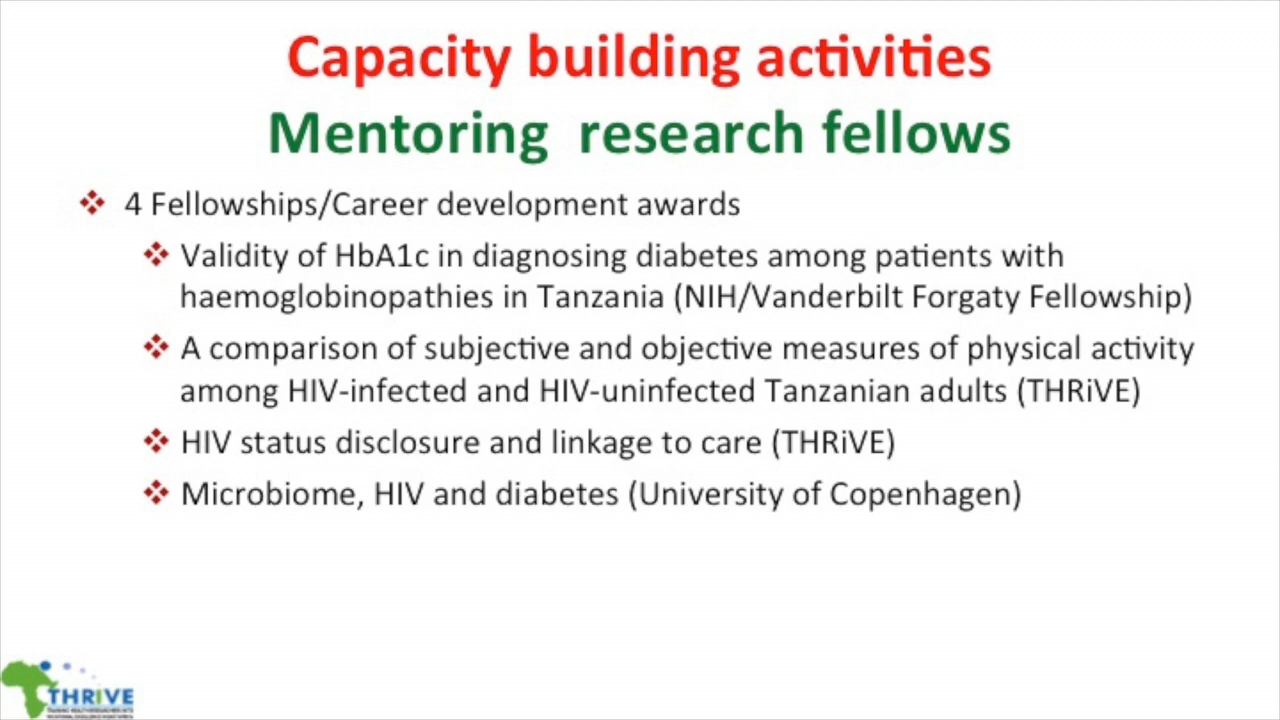 Capacity building activities
Mentoring research fellows
❖ 4 Fellowships/Career development awards
❖ Validity of HbA1c in diagnosing diabetes among patients with
haemoglobinopathies in Tanzania (NIH/Vanderbilt Forgaty Fellowship)
❖ A comparison of subjective and objective measures of physical activity
among HIV-infected and HIV-uninfected Tanzanian adults (THRiVE)
❖ HIV status disclosure and linkage to care (THRiVE)
❖ Microbiome, HIV and diabetes (University of Copenhagen)
THRiVE